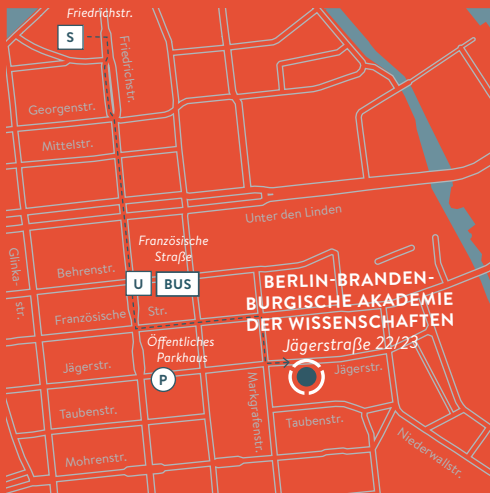 Friedrichstr.
S
Friedrichstr.
Georgenstr.
Mittelstr.
Unter den Linden
Französische
Straße
Glinka-
str.
Behrenstr.
U
BUS
BERLIN-BRANDEN-
BURGISCHE AKADEMIE
DER WISSENSCHAFTEN
Jägerstraße 22/23
Französische
Str.
Öffentliches
Parkhaus
P
Jägerstr.
Jägerstr.
Markgrafenstr.
Taubenstr.
Taubenstr.
Niederwallstr.
Mohrenstr.